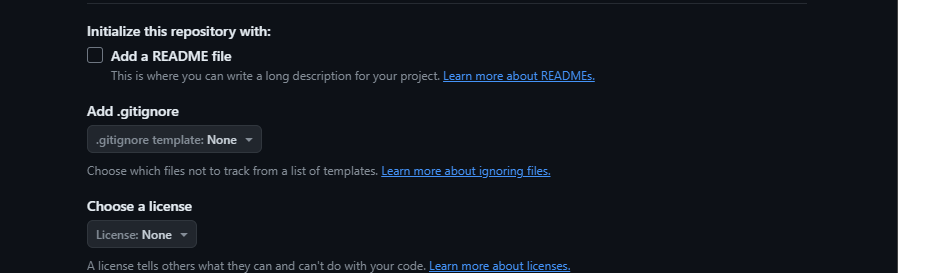 Initialize this repository with:
Add a README file
This is where you can write a long description for your project. Learn more about READMEs.
Add .gitignore
.gitignore template: None
Choose which files not to track from a list of templates. Learn more about ignoring files.
Choose a license
License: None
A license tells others what they can and can't do with your code. Learn more about licenses.